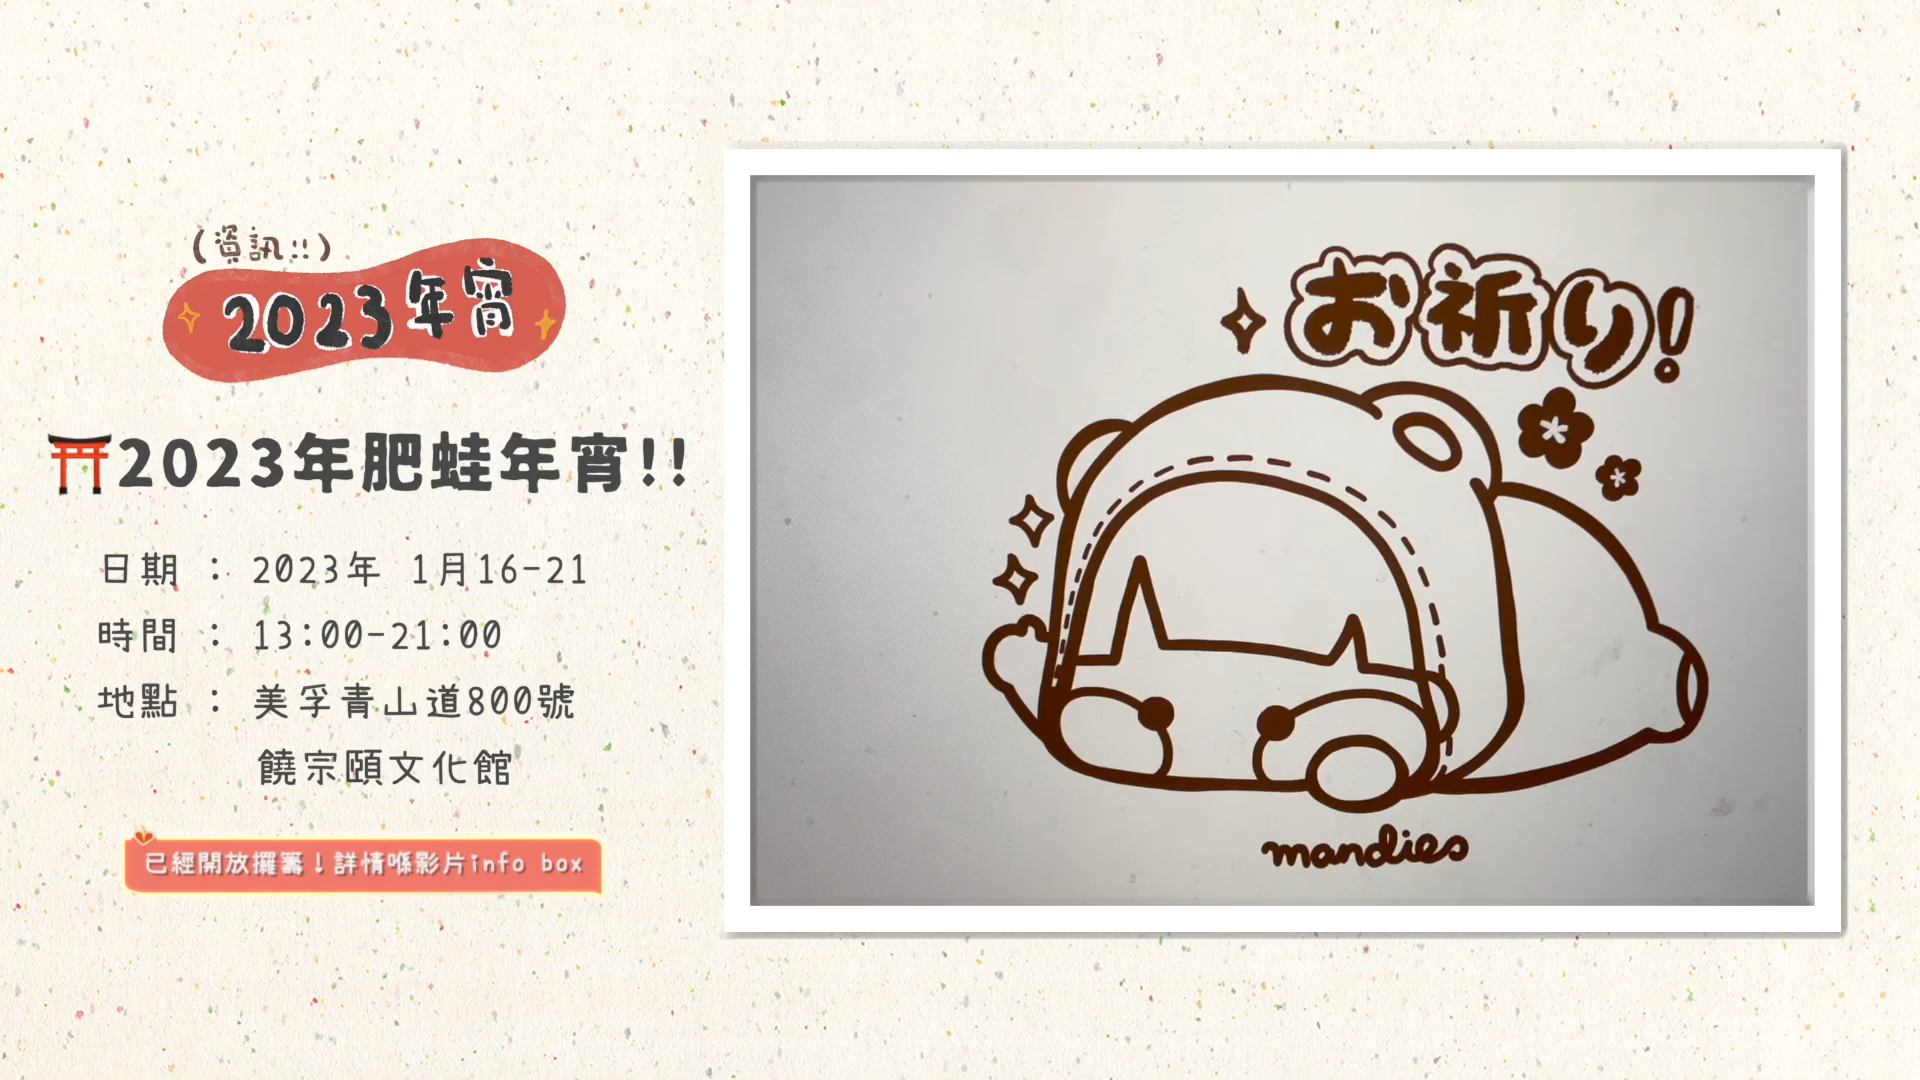 (資訊!!)
2023年宵
2023年肥蛙年宵!!
日期 : 2023年 1月16-21
時間 : 13:00-21:00
地點 : 美孚青山道800號
饒宗頤文化館
已經開放攞籌！詳情喺影片info box
お祈り!
mandies